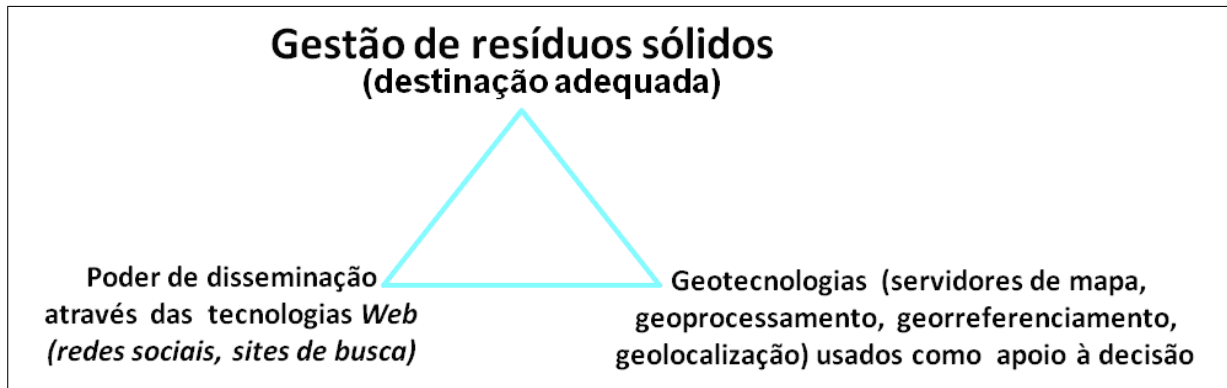 Gestão de resíduos sólidos
(destinação adequada)
Poder de disseminação
através das tecnologias Web
(redes sociais, sites de busca)
Geotecnologias (servidores de mapa,
geoprocessamento, georreferenciamento,
geolocalização) usados como apoio à decisão